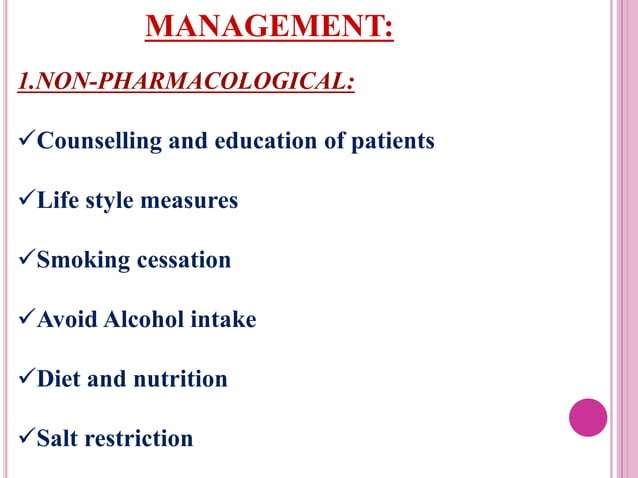 MANAGEMENT:
1.NON-PHARMACOLOGICAL:
✓Counselling and education of patients
✓Life style measures
✓Smoking cessation
✓Avoid Alcohol intake
✓Diet and nutrition
✓Salt restriction